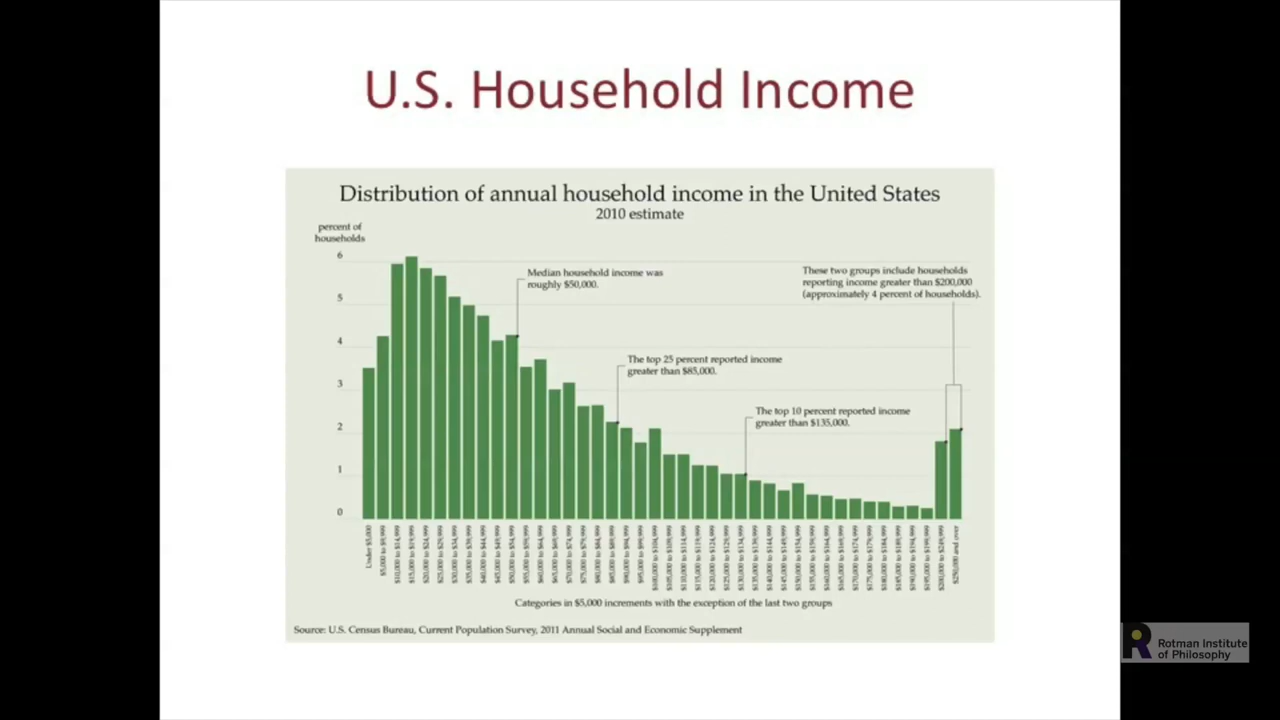 U.S. Household Income
Distribution of annual household income in the United States
2010 estimate
percent of
households
6
5
4
3
2
1
0
Median household income was
roughly $50,000.
The top 25 percent reported income
greater than $85,000.
The top 10 percent reported income
greater than $135,000.
These two groups include households
reporting income greater than $200,000
(approximately 4 percent of households).
Under $5,000
$5,000 to $9,999
$10,000 to $14,999
$15,000 to $19,999
$20,000 to $24,999
$25,000 to $29,999
$30,000 to $34,999
$35,000 to $39,999
$40,000 to $44,999
$45,000 to $49,999
$50,000 to $54,999
$55,000 to $59,999
$60,000 to $64,999
$65,000 to $69,999
$70,000 to $74,999
$75,000 to $79,999
$80,000 to $84,999
$85,000 to $89,999
$90,000 to $94,999
$95,000 to $99,999
$100,000 to $104,999
$105,000 to $109,999
$110,000 to $114,999
$115,000 to $119,999
$120,000 to $124,999
$125,000 to $129,999
$130,000 to $134,999
$135,000 to $139,999
$140,000 to $144,999
$145,000 to $149,999
$150,000 to $154,999
$155,000 to $159,999
$160,000 to $164,999
$165,000 to $169,999
$170,000 to $174,999
$175,000 to $179,999
$180,000 to $184,999
$185,000 to $189,999
$190,000 to $194,999
$195,000 to $199,999
$200,000 to $249,999
$250,000 and over
Categories in $5,000 increments with the exception of the last two groups
Source: U.S. Census Bureau, Current Population Survey, 2011 Annual Social and Economic Supplement
Rotman Institute
of Philosophy